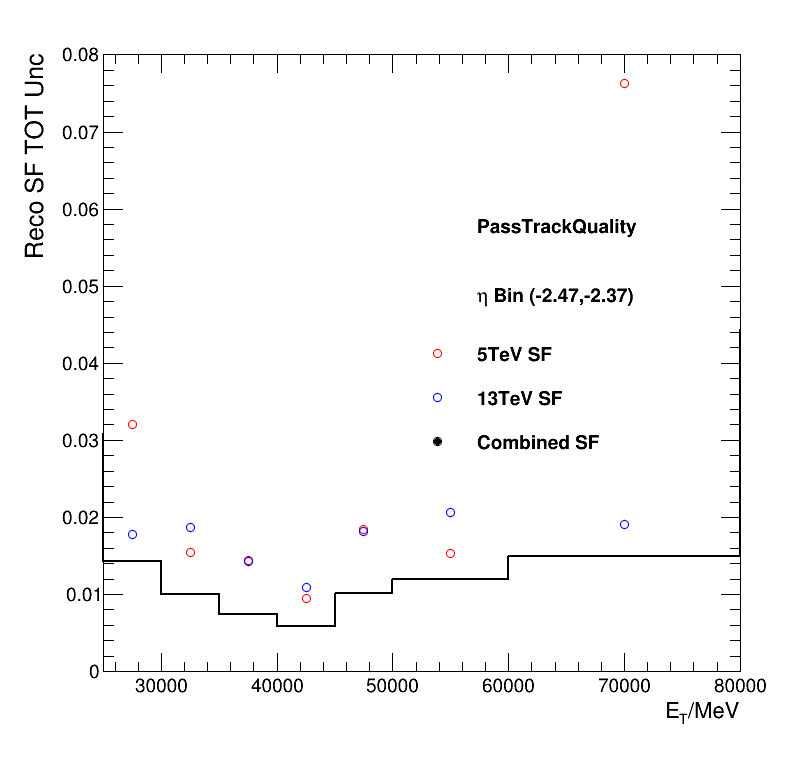 Reco SF TOT Unc
0.08
0.07
0.06
0.05
0.04
0.03
0.02
0.01
0
PassTrackQuality
η Bin (-2.47,-2.37)
5TeV SF
13TeV SF
Combined SF
30000 40000 50000 60000 70000 80000
E_T/MeV